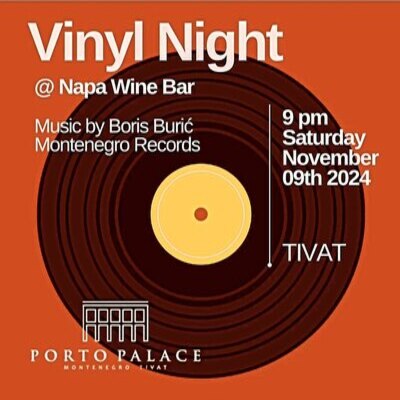 Vinyl Night
@ Napa Wine Bar
Music by Boris Burić
Montenegro Records
9 pm
Saturday
November
09th 2024
TIVAT
PORTO PALACE
MONTENEGRO TIVAT